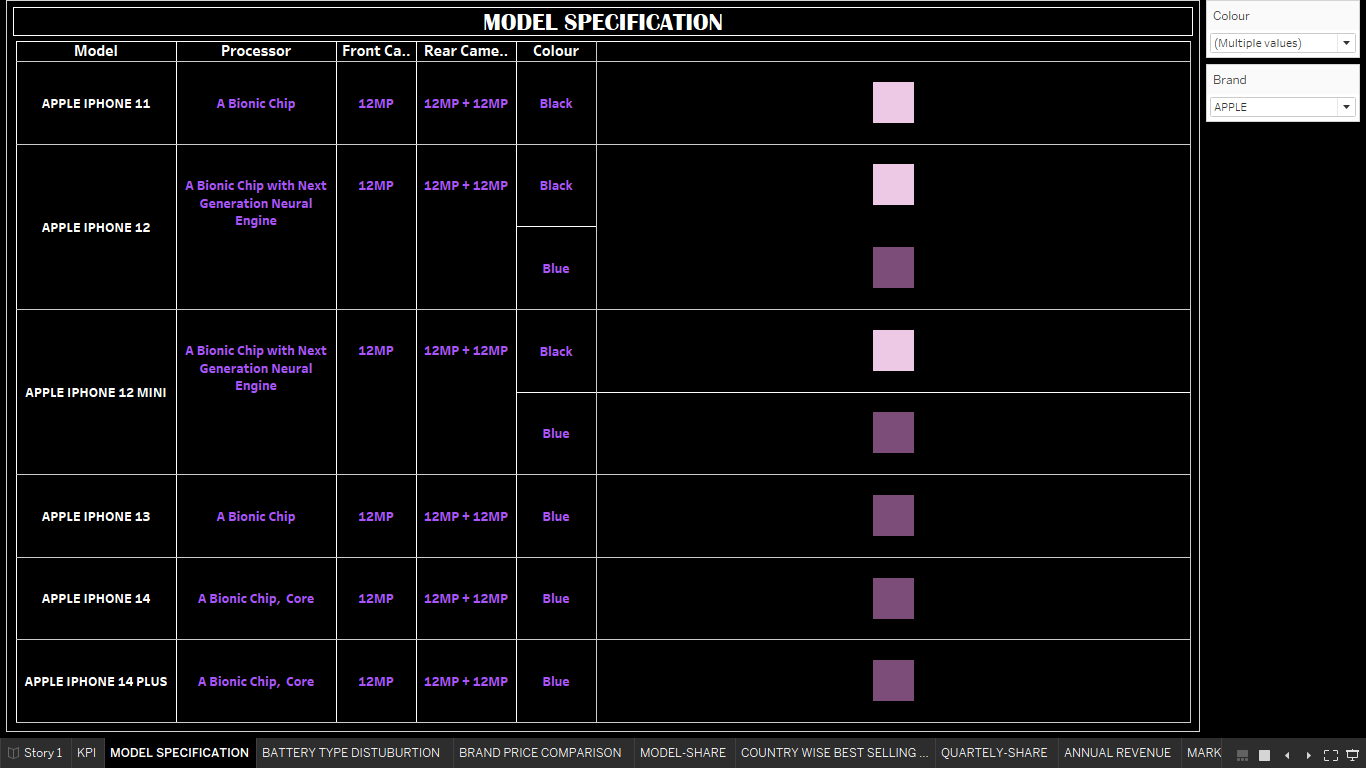 MODEL SPECIFICATION
Model Processor Front Ca.. Rear Came.. Colour
APPLE IPHONE 11 A Bionic Chip 12MP 12MP + 12MP Black
APPLE IPHONE 12
A Bionic Chip with Next
Generation Neural
Engine
12MP 12MP + 12MP Black
Blue
APPLE IPHONE 12 MINI
A Bionic Chip with Next
Generation Neural
Engine
12MP 12MP + 12MP Black
Blue
APPLE IPHONE 13 A Bionic Chip 12MP 12MP + 12MP Blue
APPLE IPHONE 14 A Bionic Chip, Core 12MP 12MP + 12MP Blue
APPLE IPHONE 14 PLUS A Bionic Chip, Core 12MP 12MP + 12MP Blue
Colour
(Multiple values)
Brand
APPLE
Story 1 KPI MODEL SPECIFICATION BATTERY TYPE DISTUBURTION BRAND PRICE COMPARISON MODEL-SHARE COUNTRY WISE BEST SELLING ... QUARTELY-SHARE ANNUAL REVENUE MARK